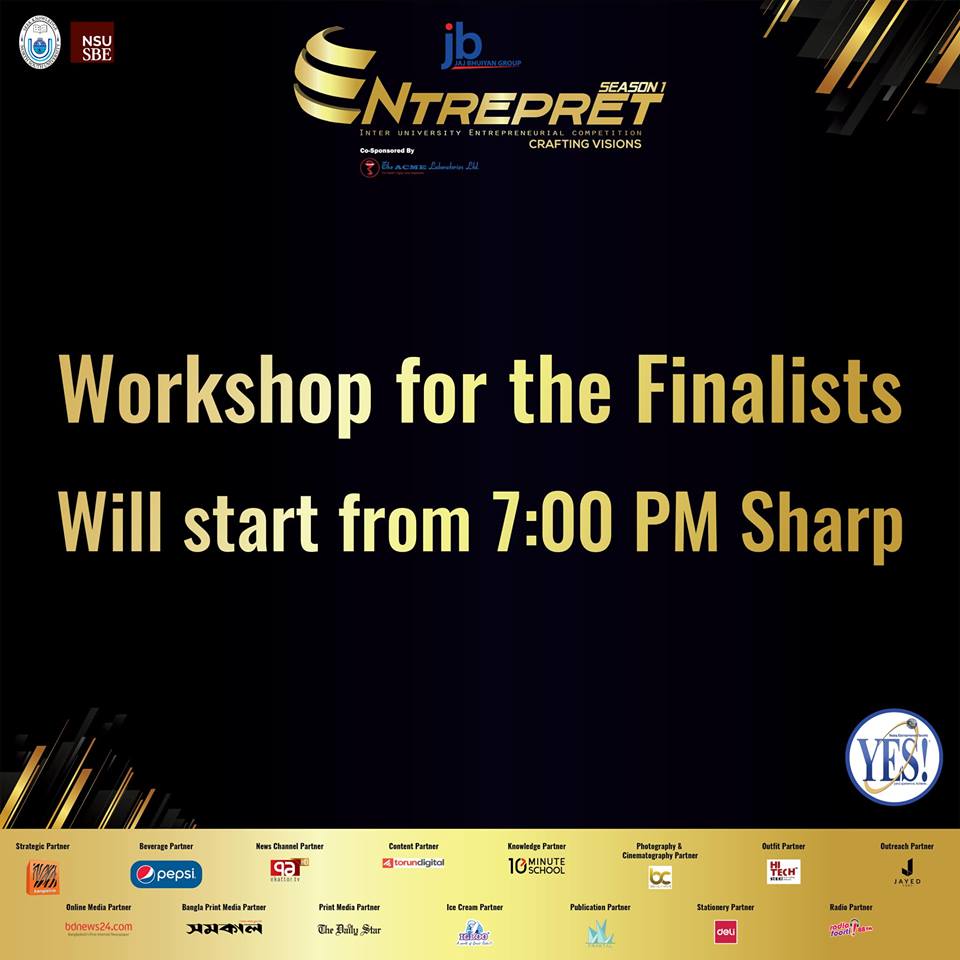 NSU
SBE
jb
JAJ BHUIYAN GROUP
SEASON 1
ENTREPRET
INTER UNIVERSITY ENTREPRENEURIAL COMPETITION
CRAFTING VISIONS
Co-Sponsored By
The ACME Laboratories Ltd.
Workshop for the Finalists
Will start from 7:00 PM Sharp
YES!
Strategic Partner
Beverage Partner
News Channel Partner
Content Partner
Knowledge Partner
Photography &
Cinematography Partner
Outfit Partner
Outreach Partner
pepsi
HD
ekattor.tv
torundigital
10 MINUTE
SCHOOL
bc
HI
TECH
JAYED
Online Media Partner
Bangla Print Media Partner
Print Media Partner
Ice Cream Partner
Publication Partner
Stationery Partner
Radio Partner
bdnews24.com
সমকাল
The Daily Star
IGLOO
deli
radio
foorti